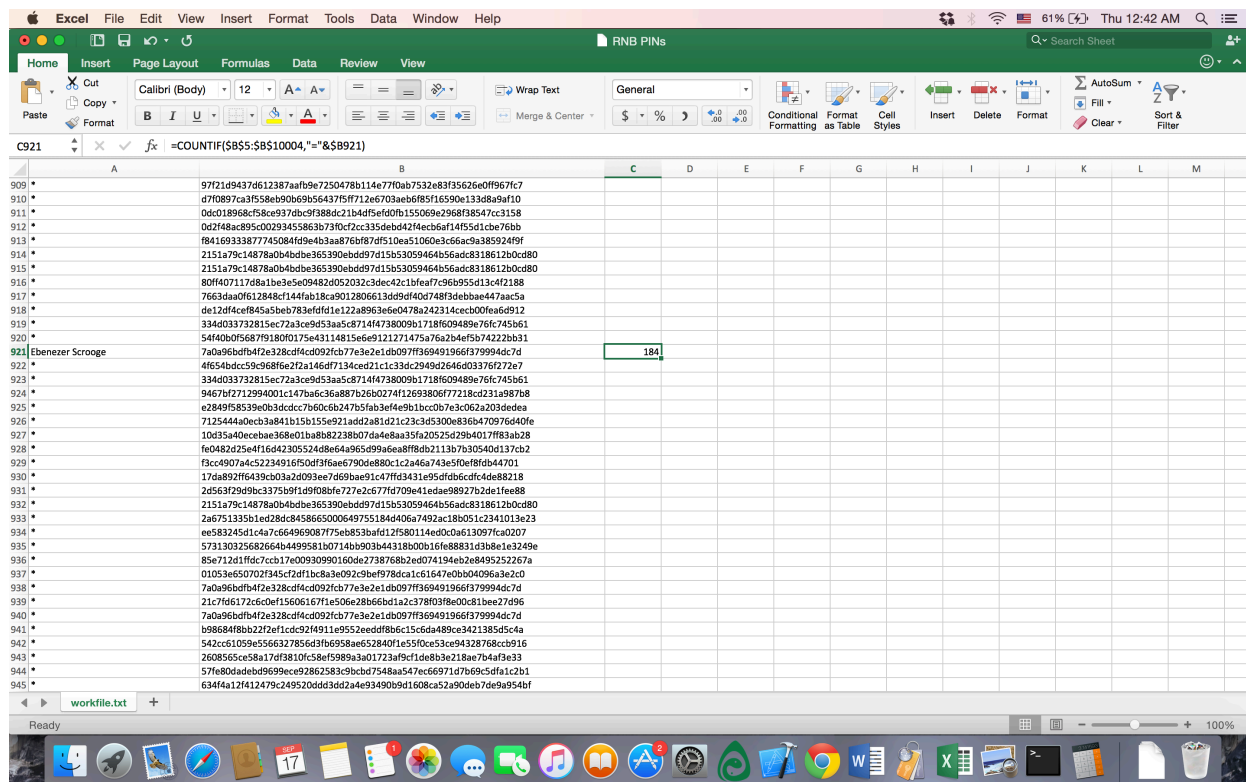 Excel File Edit View Insert Format Tools Data Window Help 61% Thu 12:42 AM
RNB PINs
Search Sheet
Home Insert Page Layout Formulas Data Review View
Cut
Copy
Format
Paste
Calibri (Body) 12 A A
B I U A
Wrap Text
Merge & Center
General
$ % )
Conditional Formatting
Format as Table
Cell Styles
Insert
Delete
Format
AutoSum
Fill
Clear
Sort & Filter
C921 fx =COUNTIF($B$5:$B$10004,"="&$B921)
A B C D E F G H I J K L M
909 * 97f21d9437d612387aafb9e7250478b114e77f0ab7532e83f35626e0ff967fc7
910 * d7f0897ca3f558eb90b69b56437f5ff712e6703aeb6f85f16590e133d8a9af10
911 * 0dc018968cf58ce937dbc9f388dc21b4df5efd0fb155069e2968f38547cc3158
912 * 0d2f48ac895c00293455863b73f0cf2cc335debd42f4ecb6af14f55d1cbe76bb
913 * f84169333877745084fd9e4b3aa876bf87df510ea51060e3c66ac9a385924f9f
914 * 2151a79c14878a0b4bdbe365390ebdd97d15b53059464b56adc8318612b0cd80
915 * 2151a79c14878a0b4bdbe365390ebdd97d15b53059464b56adc8318612b0cd80
916 * 80ff407117d8a1be3e5e09482d052032c3dec42c1bfeaf7c96b955d13c4f2188
917 * 7663daa0f612848cf144fab18ca9012806613dd9df40d748f3debbae447aac5a
918 * de12df4cef845a5beb783efdfd1e122a8963e6e0478a242314cecb00fea6d912
919 * 334d033732815ec72a3ce9d53aa5c8714f4738009b1718f609489e76fc745b61
920 * 54f40b0f5687f9180f0175e43114815e6e9121271475a76a2b4ef5b74222bb31
921 Ebenezer Scrooge 7a0a96bdfb4f2e328cdf4cd092fcb77e3e2e1db097ff369491966f379994dc7d 184
922 * 4f654bdcc59c968f6e2f2a146df7134ced21c1c33dc2949d2646d03376f272e7
923 * 334d033732815ec72a3ce9d53aa5c8714f4738009b1718f609489e76fc745b61
924 * 9467bf2712994001c147ba6c36a887b26b0274f12693806f77218cd231a987b8
925 * e2849f58539e0b3dcdcc7b60c6b247b5fab3ef4e9b1bcc0b7e3c062a203dedea
926 * 7125444a0ecb3a841b15b155e921add2a81d21c23c3d5300e836b470976d40fe
927 * 10d35a40ecebae368e01ba8b82238b07da4e8aa35fa20525d29b4017ff83ab28
928 * fe0482d25e4f16d42305524d8e64a965d99a6ea8ff8db2113b7b30540d137cb2
929 * f3cc4907a4c52234916f50df3f6ae6790de880c1c2a46a743e5f0ef8fdb44701
930 * 17da892ff6439cb03a2d093ee7d69bae91c47ffd3431e95dfdb6cdfc4de88218
931 * 2d563f29d9bc3375b9f1d9f08bfe727e2c677fd709e41edae98927b2de1fee88
932 * 2151a79c14878a0b4bdbe365390ebdd97d15b53059464b56adc8318612b0cd80
933 * 2a6751335b1ed28dc8458665000649755184d406a7492ac18b051c2341013e23
934 * ee583245d1c4a7c664969087f75eb853bafd12f580114ed0c0a613097fca0207
935 * 573130325682664b4499581b0714bb903b44318b00b16fe88831d3b8e1e3249e
936 * 85e712d1ffdc7ccb17e00930990160de2738768b2ed074194eb2e8495252267a
937 * 01053e650702f345cf2df1bc8a3e092c9bef978dca1c61647e0bb04096a3e2c0
938 * 7a0a96bdfb4f2e328cdf4cd092fcb77e3e2e1db097ff369491966f379994dc7d
939 * 21c7fd6172c6c0ef15606167f1e506e28b66bd1a2c378f03f8e00c81bee27d96
940 * 7a0a96bdfb4f2e328cdf4cd092fcb77e3e2e1db097ff369491966f379994dc7d
941 * b98684f8bb22f2ef1cdc92f4911e9552eeddf8b6c15c6da489ce3421385d5c4a
942 * 542cc61059e5566327856d3fb6958ae652840f1e55f0ce53ce94328768ccb916
943 * 2608565ce58a17df3810fc58ef5989a3a01723af9cf1de8b3e218ae7b4af3e33
944 * 57fe80dadebd9699ece92862583c9bcbd7548aa547ec66971d7b69c5dfa1c2b1
945 * 634f4a12f412479c249520ddd3dd2a4e93490b9d1608ca52a90deb7de9a954bf
workfile.txt +
Ready 100%
SEP
17
1
2